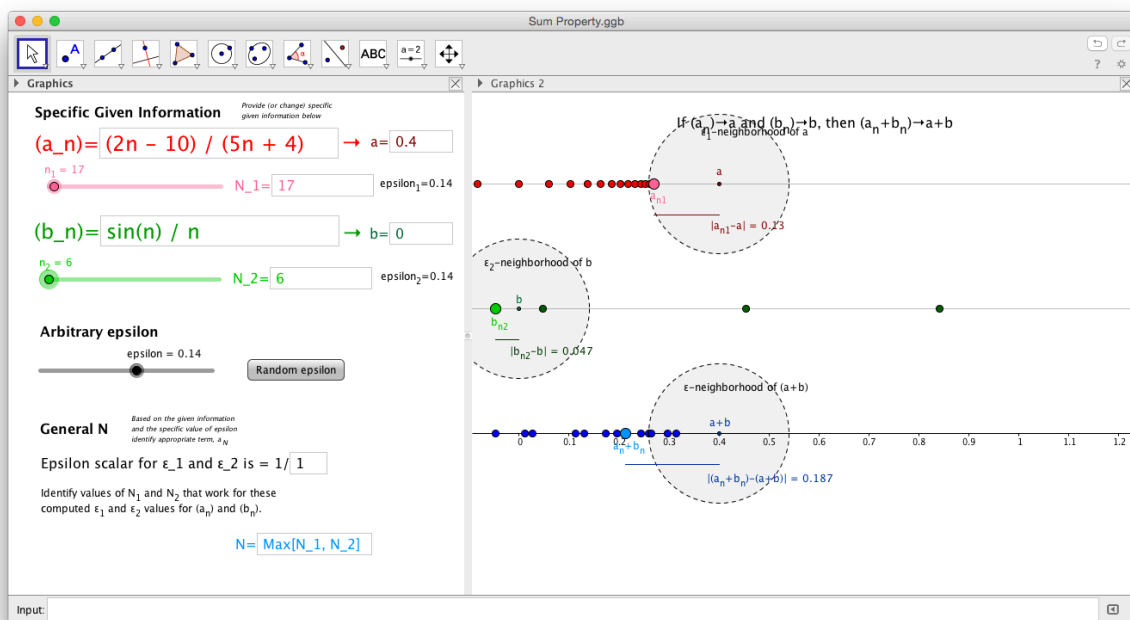 Sum Property.ggb
A
ABC
a=2
?
Graphics
Graphics 2
Specific Given Information
Provide (or change) specific
given information below
(a_n)= (2n – 10) / (5n + 4) → a= 0.4
n₁ = 17
N_1= 17
epsilon₁=0.14
(b_n)= sin(n) / n → b= 0
n₂ = 6
N_2= 6
epsilon₂=0.14
Arbitrary epsilon
epsilon = 0.14
Random epsilon
General N
Based on the given information
and the specific value of epsilon
identify appropriate term, a_N
Epsilon scalar for ε_1 and ε_2 is = 1/ 1
Identify values of N₁ and N₂ that work for these
computed ε₁ and ε₂ values for (aₙ) and (bₙ).
N= Max[N_1, N_2]
If (aₙ)→a and (bₙ)→b, then (aₙ+bₙ)→a+b
ε₁-neighborhood of a
a
aₙ₁
|aₙ₁-a| = 0.13
ε₂-neighborhood of b
b
bₙ₂
|bₙ₂-b| = 0.047
ε-neighborhood of (a+b)
a+b
0 0.1 0.2 0.3 0.4 0.5 0.6 0.7 0.8 0.9 1 1.1 1.2
aₙ+bₙ
|(aₙ+bₙ)-(a+b)| = 0.187
Input: